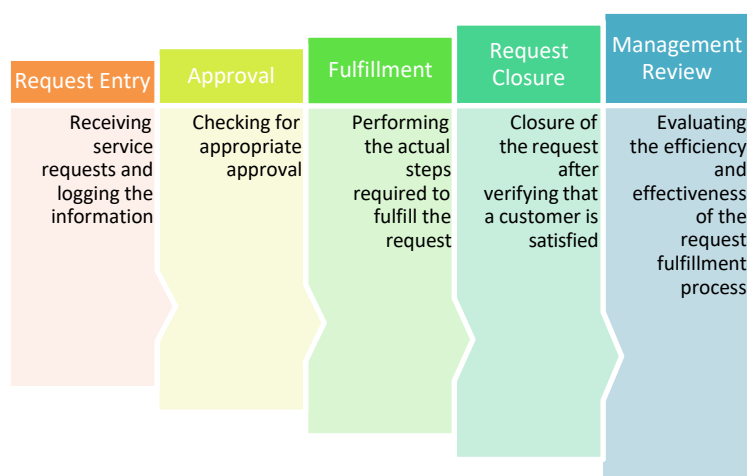 Request Entry
Receiving
service
requests and
logging the
information
Approval
Checking for
appropriate
approval
Fulfillment
Performing
the actual
steps
required to
fulfill the
request
Request
Closure
Closure of
the request
after
verifying that
a customer is
satisfied
Management
Review
Evaluating
the efficiency
and
effectiveness
of the
request
fulfillment
process